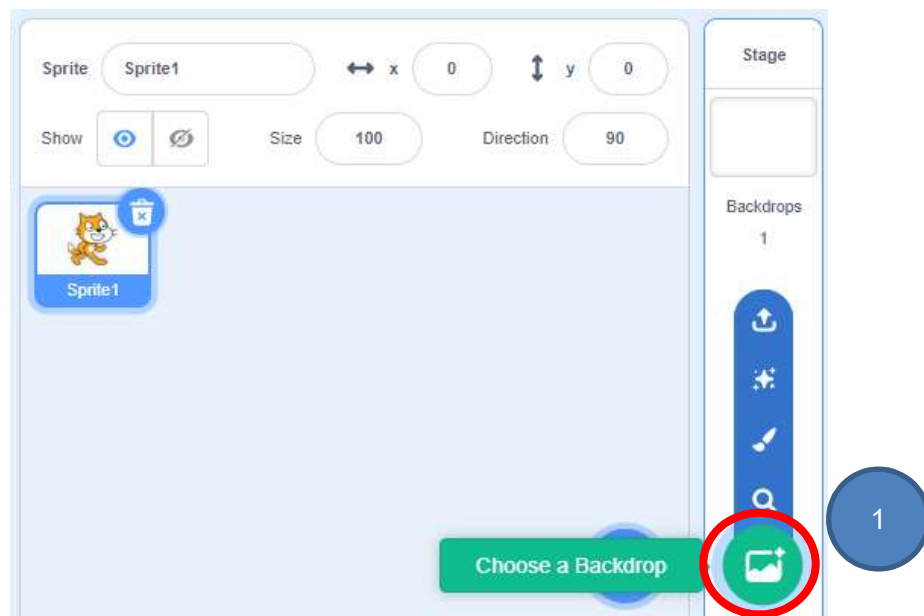 Sprite Sprite1 x 0 y 0
Show Size 100 Direction 90
Sprite1
Stage
Backdrops
1
Choose a Backdrop
1